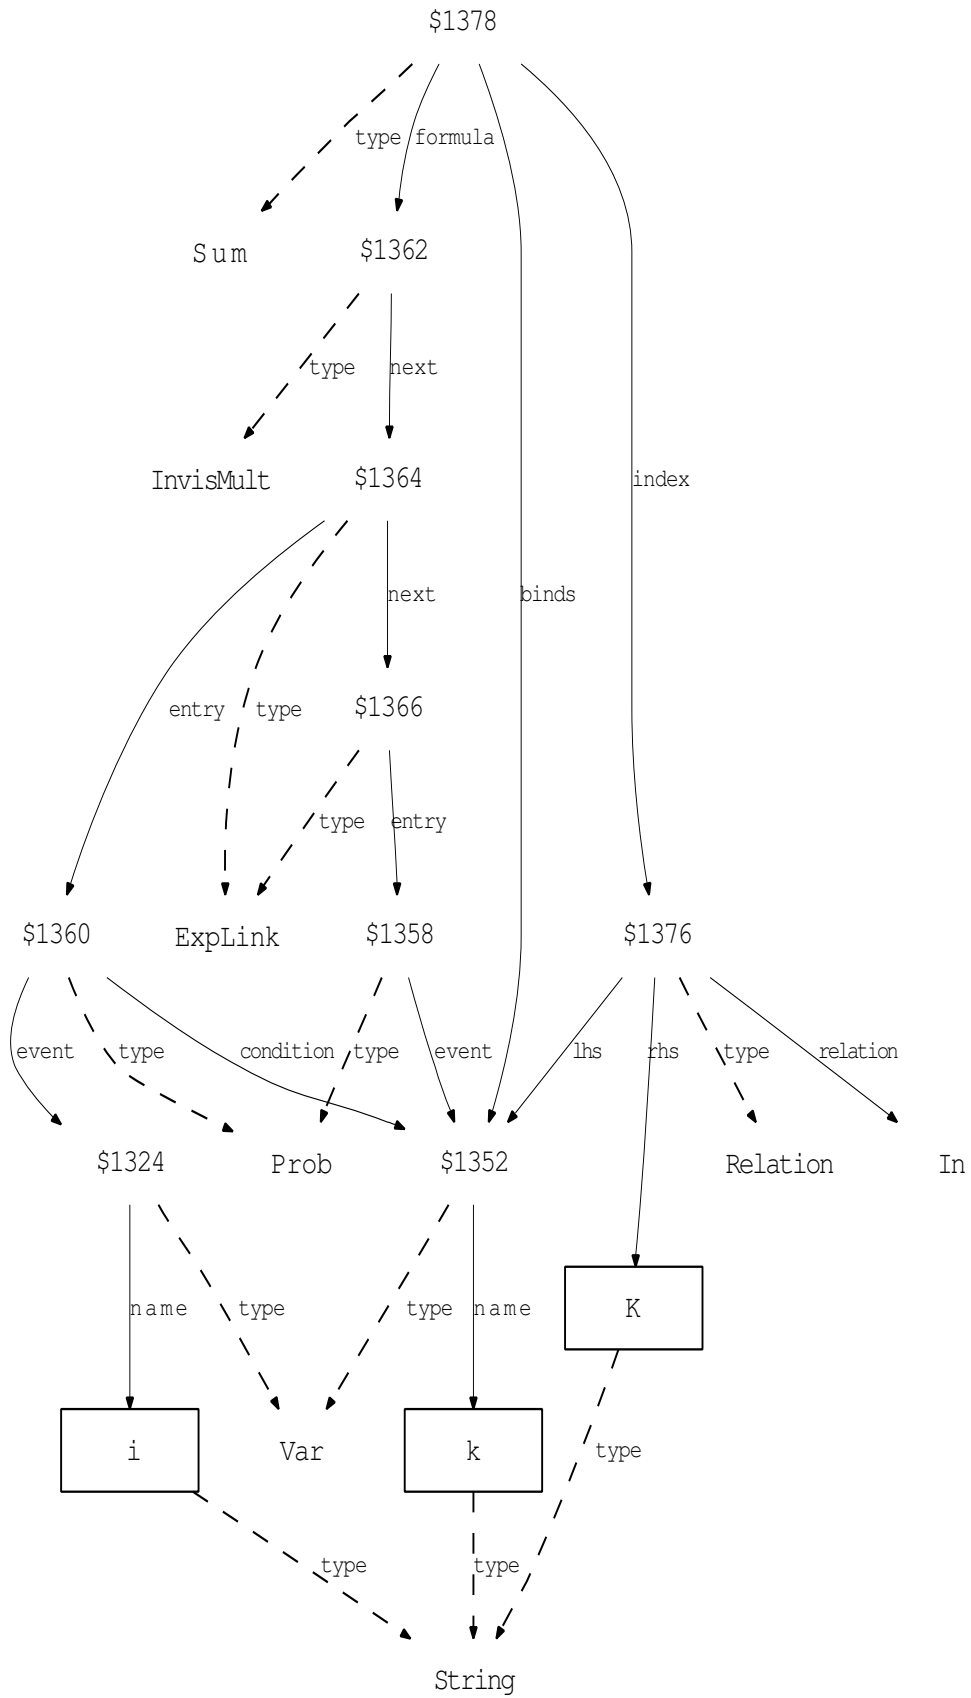 $1378
type formula
Sum $1362
type next
InvisMult $1364 index
next binds
entry type $1366
type entry
$1360 ExpLink $1358 $1376
event type condition type event lhs rhs type relation
$1324 Prob $1352 Relation In
name type type name K
i Var k type
type type
String